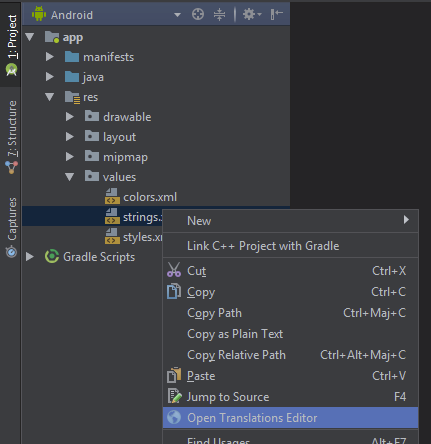 Android
1: Project
7: Structure
Captures
app
manifests
java
res
drawable
layout
mipmap
values
colors.xml
strings.x
styles.xm
Gradle Scripts
New
Link C++ Project with Gradle
Cut Ctrl+X
Copy Ctrl+C
Copy Path Ctrl+Maj+C
Copy as Plain Text
Copy Relative Path Ctrl+Alt+Maj+C
Paste Ctrl+V
Jump to Source F4
Open Translations Editor
Find Usages Alt+F7